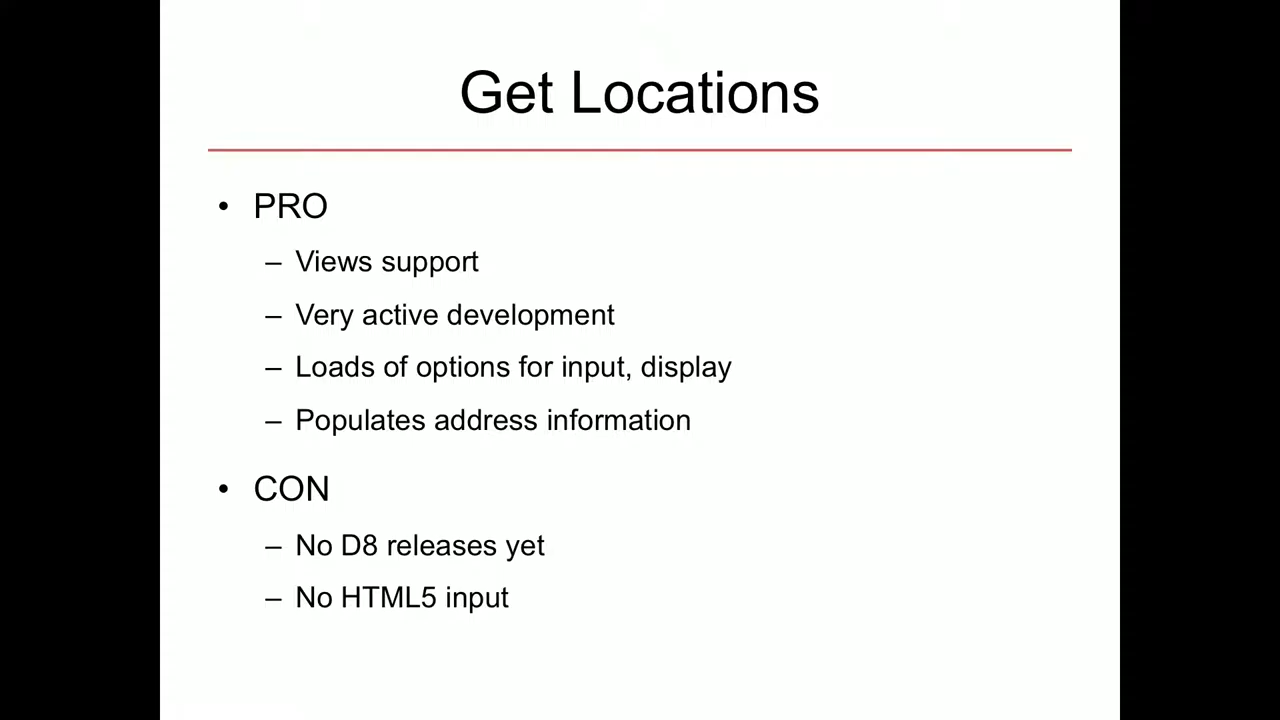 Get Locations
• PRO
– Views support
– Very active development
– Loads of options for input, display
– Populates address information
• CON
– No D8 releases yet
– No HTML5 input